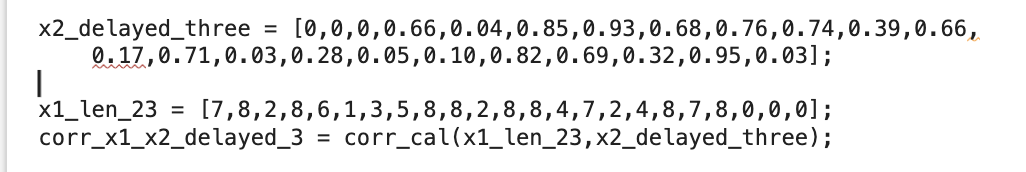 x2_delayed_three = [0,0,0,0.66,0.04,0.85,0.93,0.68,0.76,0.74,0.39,0.66,
0.17,0.71,0.03,0.28,0.05,0.10,0.82,0.69,0.32,0.95,0.03];
x1_len_23 = [7,8,2,8,6,1,3,5,8,8,2,8,8,4,7,2,4,8,7,8,0,0,0];
corr_x1_x2_delayed_3 = corr_cal(x1_len_23,x2_delayed_three);